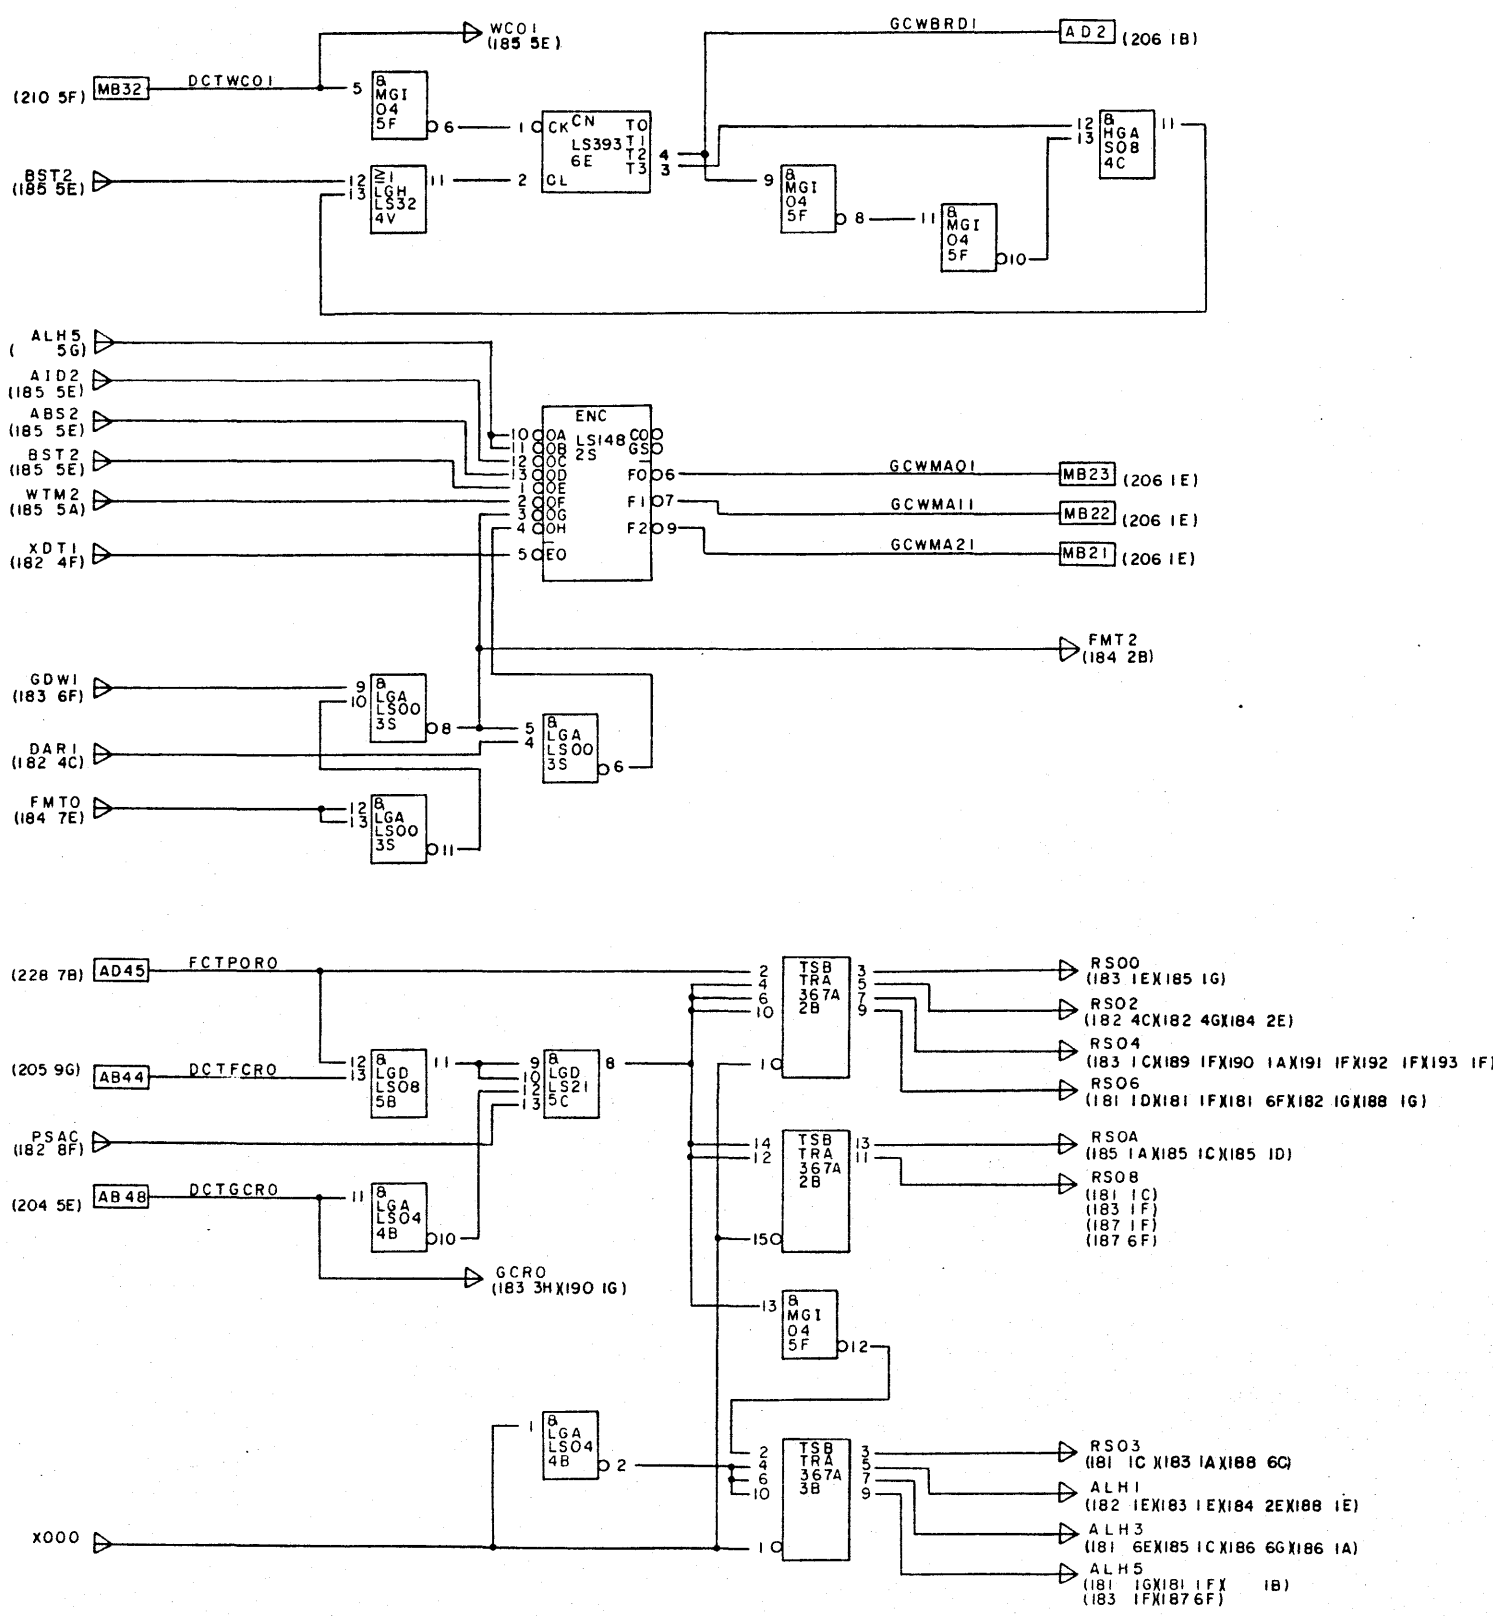 WCO1
(185 5E)
GCWBRD1
AD2 (206 1B)
(210 5F) MB32 DCTWCO1
5 & MGI 04 5F 6
1 CK CN LS393 6E T0 T1 T2 T3 4 3
2 CL
12 13 & HGA S08 4C 11
BST2
(185 5E)
12 13 ≥1 LGH LS32 4V 11
9 & MGI 04 5F 8
11 & MGI 04 5F 10
ALH5
( 5G)
AID2
(185 5E)
ABS2
(185 5E)
BST2
(185 5E)
WTM2
(185 5A)
XDT1
(182 4F)
ENC
LS148
2S
10 0A
11 0B
12 0C
13 0D
1 0E
2 0F
3 0G
4 0H
5 E0
C0
GS
F0 6
F1 7
F2 9
GCWMA01 MB23 (206 1E)
GCWMA11 MB22 (206 1E)
GCWMA21 MB21 (206 1E)
FMT2
(184 2B)
GDW1
(183 6F)
9 10 & LGA LS00 3S 8
DAR1
(182 4C)
5 4 & LGA LS00 3S 6
FMT0
(184 7E)
12 13 & LGA LS00 3S 11
(228 7B) AD45 FCTPOR0
(205 9G) AB44 DCTFCR0
12 13 & LGD LS08 5B 11
9 10 12 13 & LGD LS21 5C 8
PSAC
(182 8F)
(204 5E) AB48 DCTGCR0
11 & LGA LS04 4B 10
GCR0
(183 3H)(190 1G)
2 4 6 10 1 TSB TRA 367A 2B 3 5 7 9
RS00
(183 1E)(185 1G)
RS02
(182 4C)(182 4G)(184 2E)
RS04
(183 1C)(189 1F)(190 1A)(191 1F)(192 1F)(193 1F)
RS06
(181 1D)(181 1F)(181 6F)(182 1G)(188 1G)
14 12 15 TSB TRA 367A 2B 13 11
RS0A
(185 1A)(185 1C)(185 1D)
RS08
(181 1C)
(183 1F)
(187 1F)
(187 6F)
13 & MGI 04 5F 12
1 & LGA LS04 4B 2
2 4 6 10 1 TSB TRA 367A 3B 3 5 7 9
X000
RS03
(181 1C)(183 1A)(188 6C)
ALH1
(182 1E)(183 1E)(184 2E)(188 1E)
ALH3
(181 6E)(185 1C)(186 6G)(186 1A)
ALH5
(181 1G)(181 1F)( 1B)
(183 1F)(187 6F)